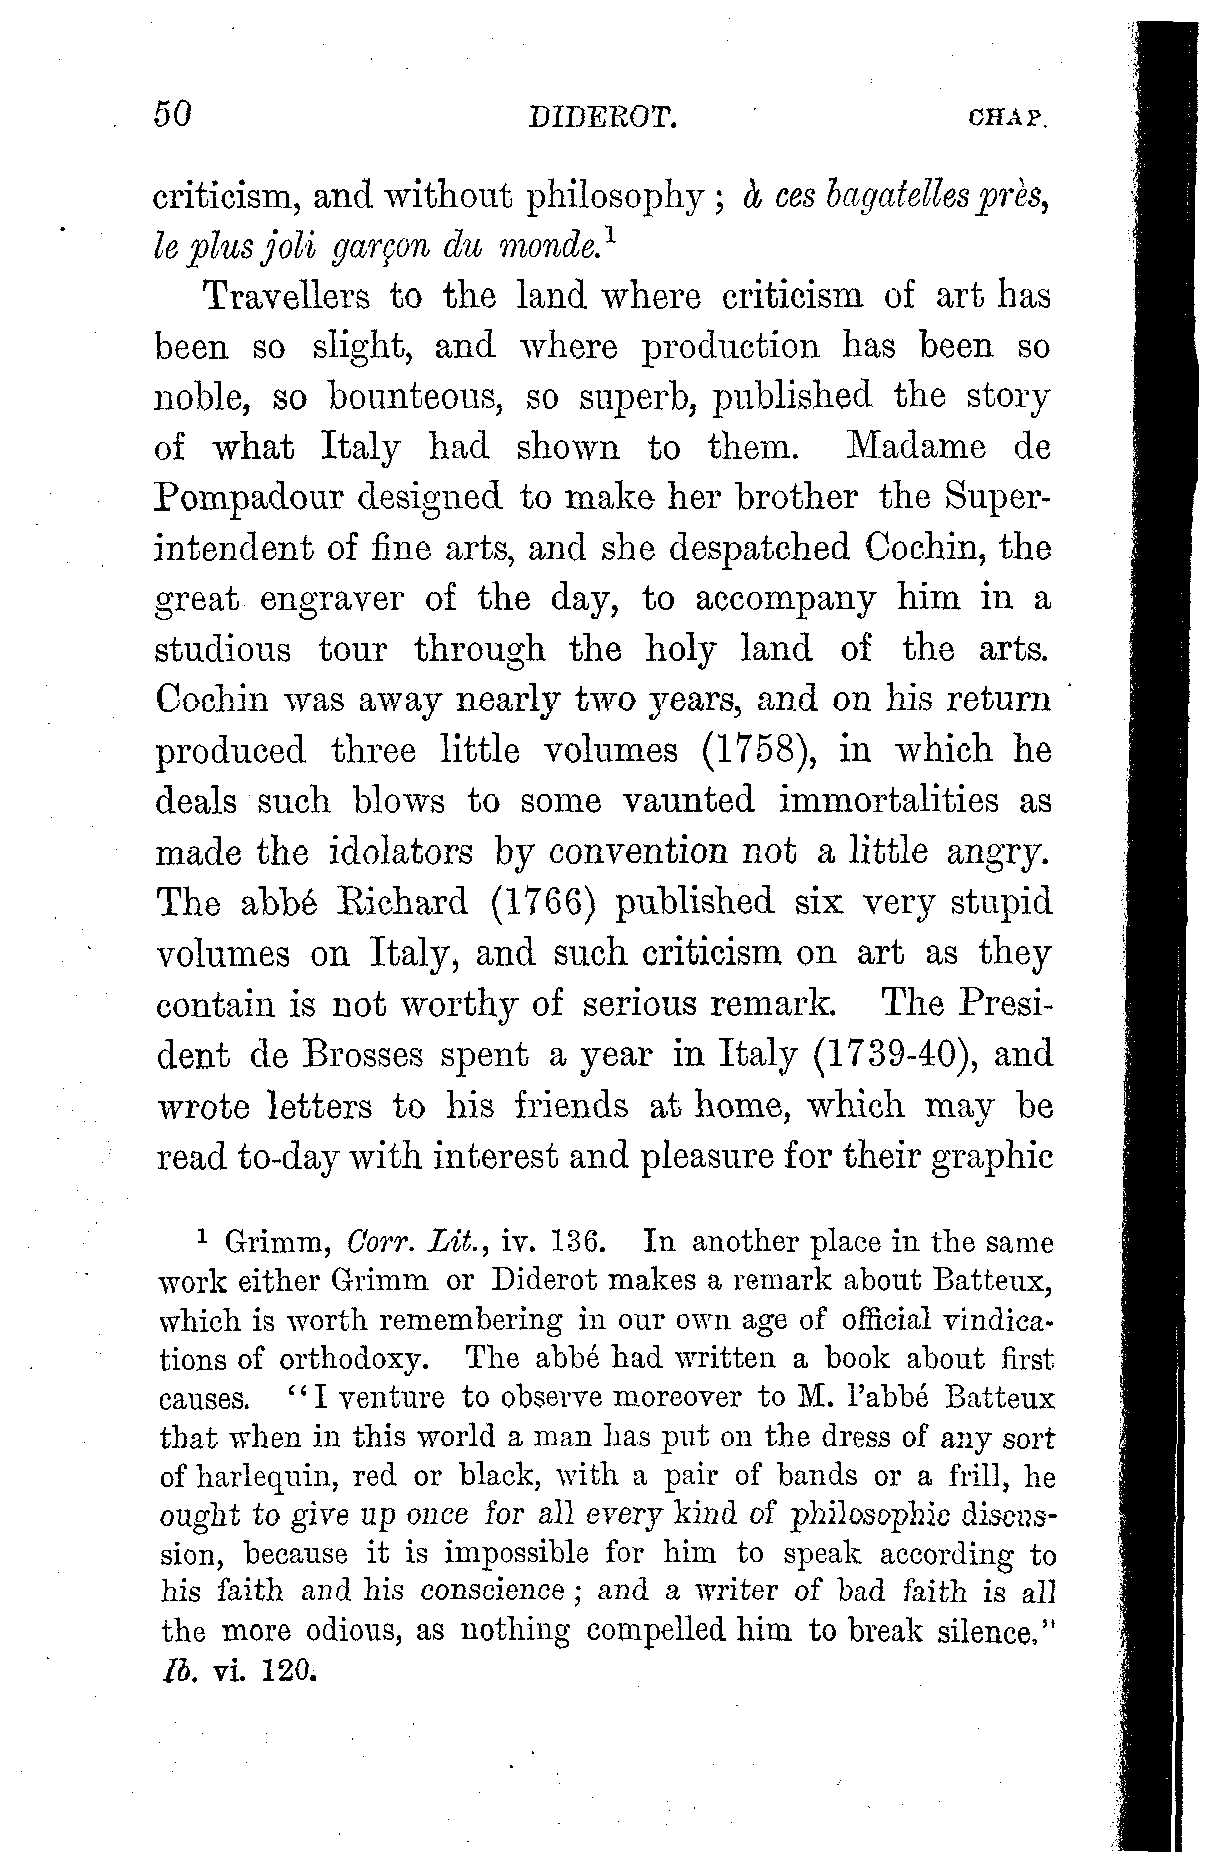 50 DIDEROT. CHAP.
criticism, and without philosophy ; à ces bagatelles près,
le plus joli garçon du monde.¹
Travellers to the land where criticism of art has
been so slight, and where production has been so
noble, so bounteous, so superb, published the story
of what Italy had shown to them. Madame de
Pompadour designed to make her brother the Super-
intendent of fine arts, and she despatched Cochin, the
great engraver of the day, to accompany him in a
studious tour through the holy land of the arts.
Cochin was away nearly two years, and on his return
produced three little volumes (1758), in which he
deals such blows to some vaunted immortalities as
made the idolators by convention not a little angry.
The abbé Richard (1766) published six very stupid
volumes on Italy, and such criticism on art as they
contain is not worthy of serious remark. The Presi-
dent de Brosses spent a year in Italy (1739-40), and
wrote letters to his friends at home, which may be
read to-day with interest and pleasure for their graphic
¹ Grimm, Corr. Lit., iv. 136. In another place in the same
work either Grimm or Diderot makes a remark about Batteux,
which is worth remembering in our own age of official vindica-
tions of orthodoxy. The abbé had written a book about first
causes. "I venture to observe moreover to M. l'abbé Batteux
that when in this world a man has put on the dress of any sort
of harlequin, red or black, with a pair of bands or a frill, he
ought to give up once for all every kind of philosophic discus-
sion, because it is impossible for him to speak according to
his faith and his conscience ; and a writer of bad faith is all
the more odious, as nothing compelled him to break silence."
Ib. vi. 120.